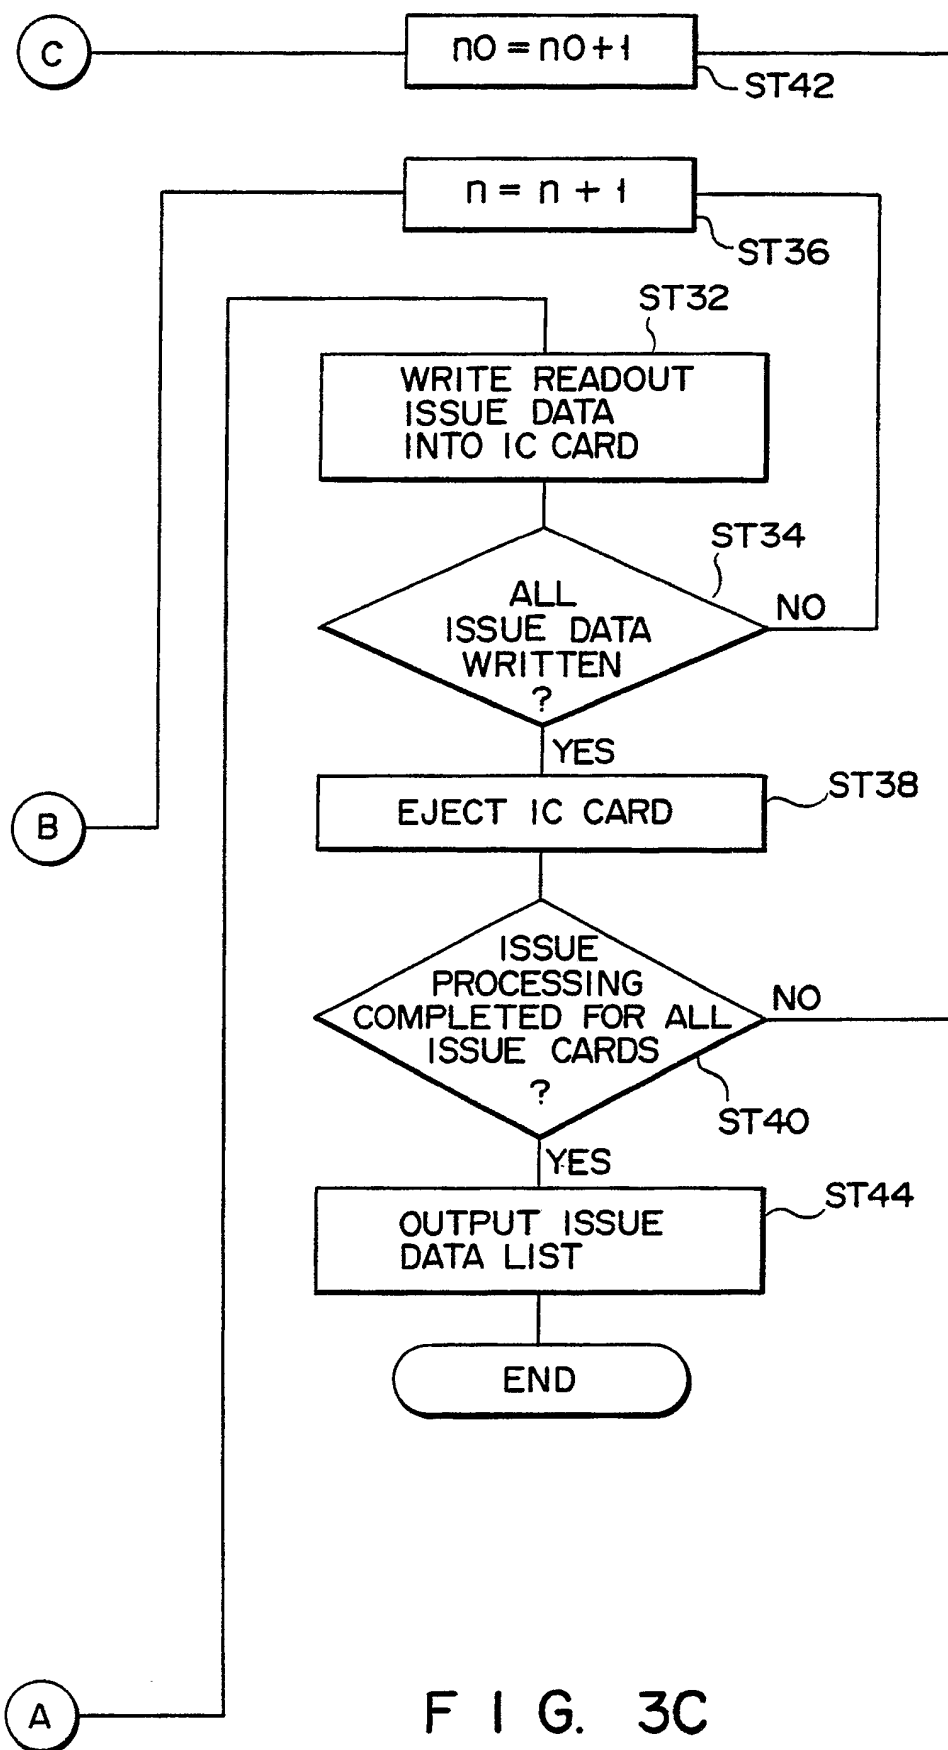 C
n0 = n0 + 1
ST42
n = n + 1
ST36
ST32
WRITE READOUT
ISSUE DATA
INTO IC CARD
ST34
ALL
ISSUE DATA
WRITTEN
?
NO
YES
B
EJECT IC CARD
ST38
ISSUE
PROCESSING
COMPLETED FOR ALL
ISSUE CARDS
?
NO
ST40
YES
OUTPUT ISSUE
DATA LIST
ST44
END
A
FIG. 3C